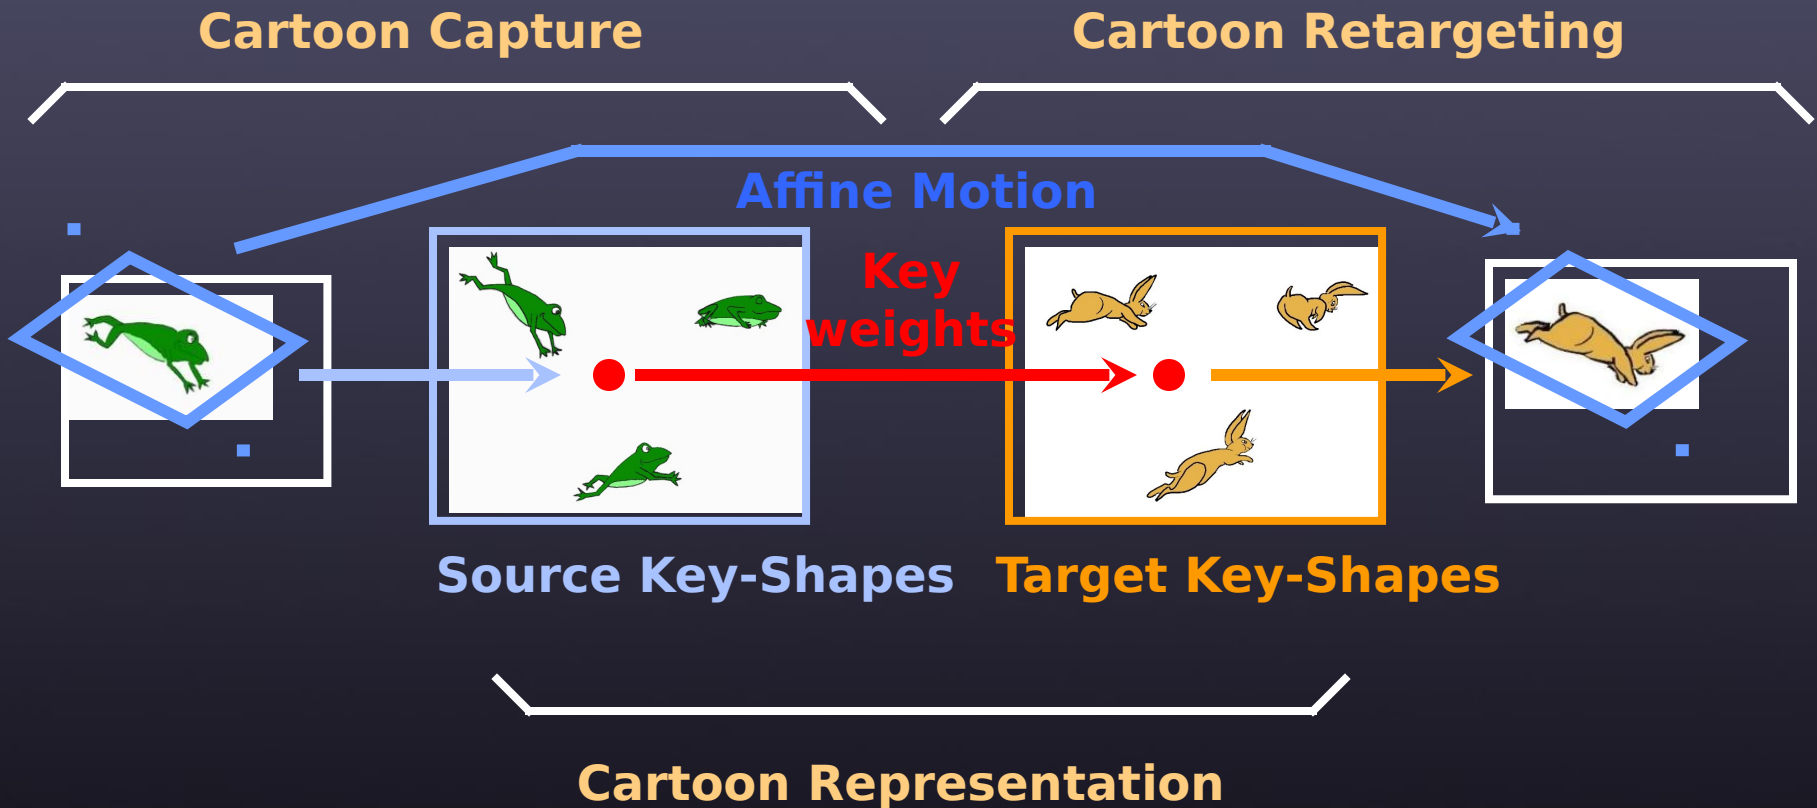 Cartoon Capture
Cartoon Retargeting
Affine Motion
Key
weights
Source Key-Shapes
Target Key-Shapes
Cartoon Representation